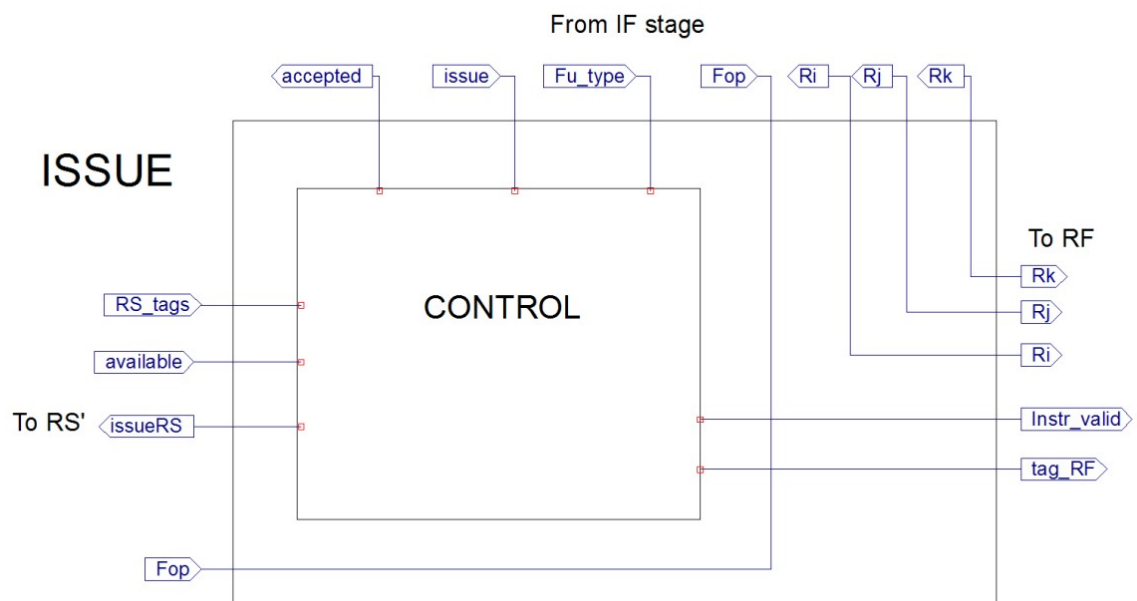 From IF stage
accepted issue Fu_type Fop Ri Rj Rk
ISSUE
To RF
Rk
RS_tags CONTROL
Rj
Ri
available
To RS' issueRS
Instr_valid
tag_RF
Fop